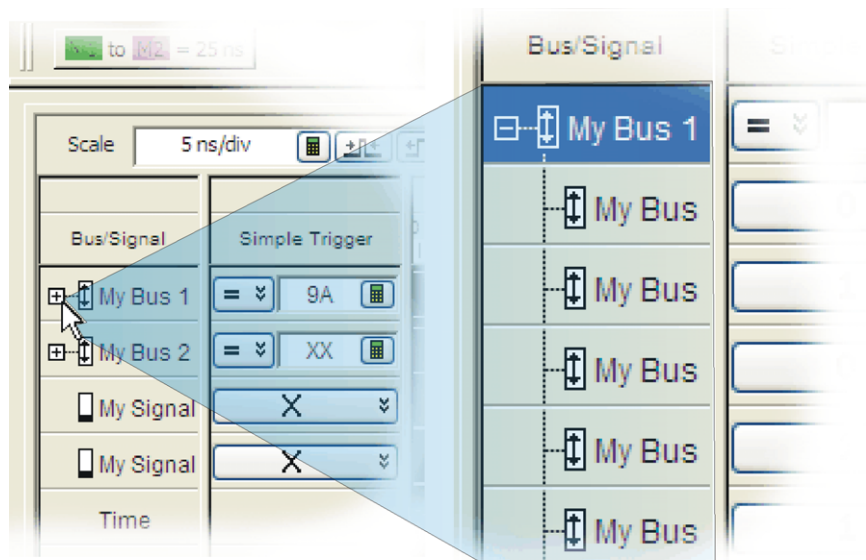 M1 to M2 = 25 ns
Scale 5 ns/div
Bus/Signal Simple Trigger
My Bus 1 = 9A
My Bus 2 = XX
My Signal X
My Signal X
Time
Bus/Signal
My Bus 1 =
My Bus
My Bus
My Bus
My Bus
My Bus